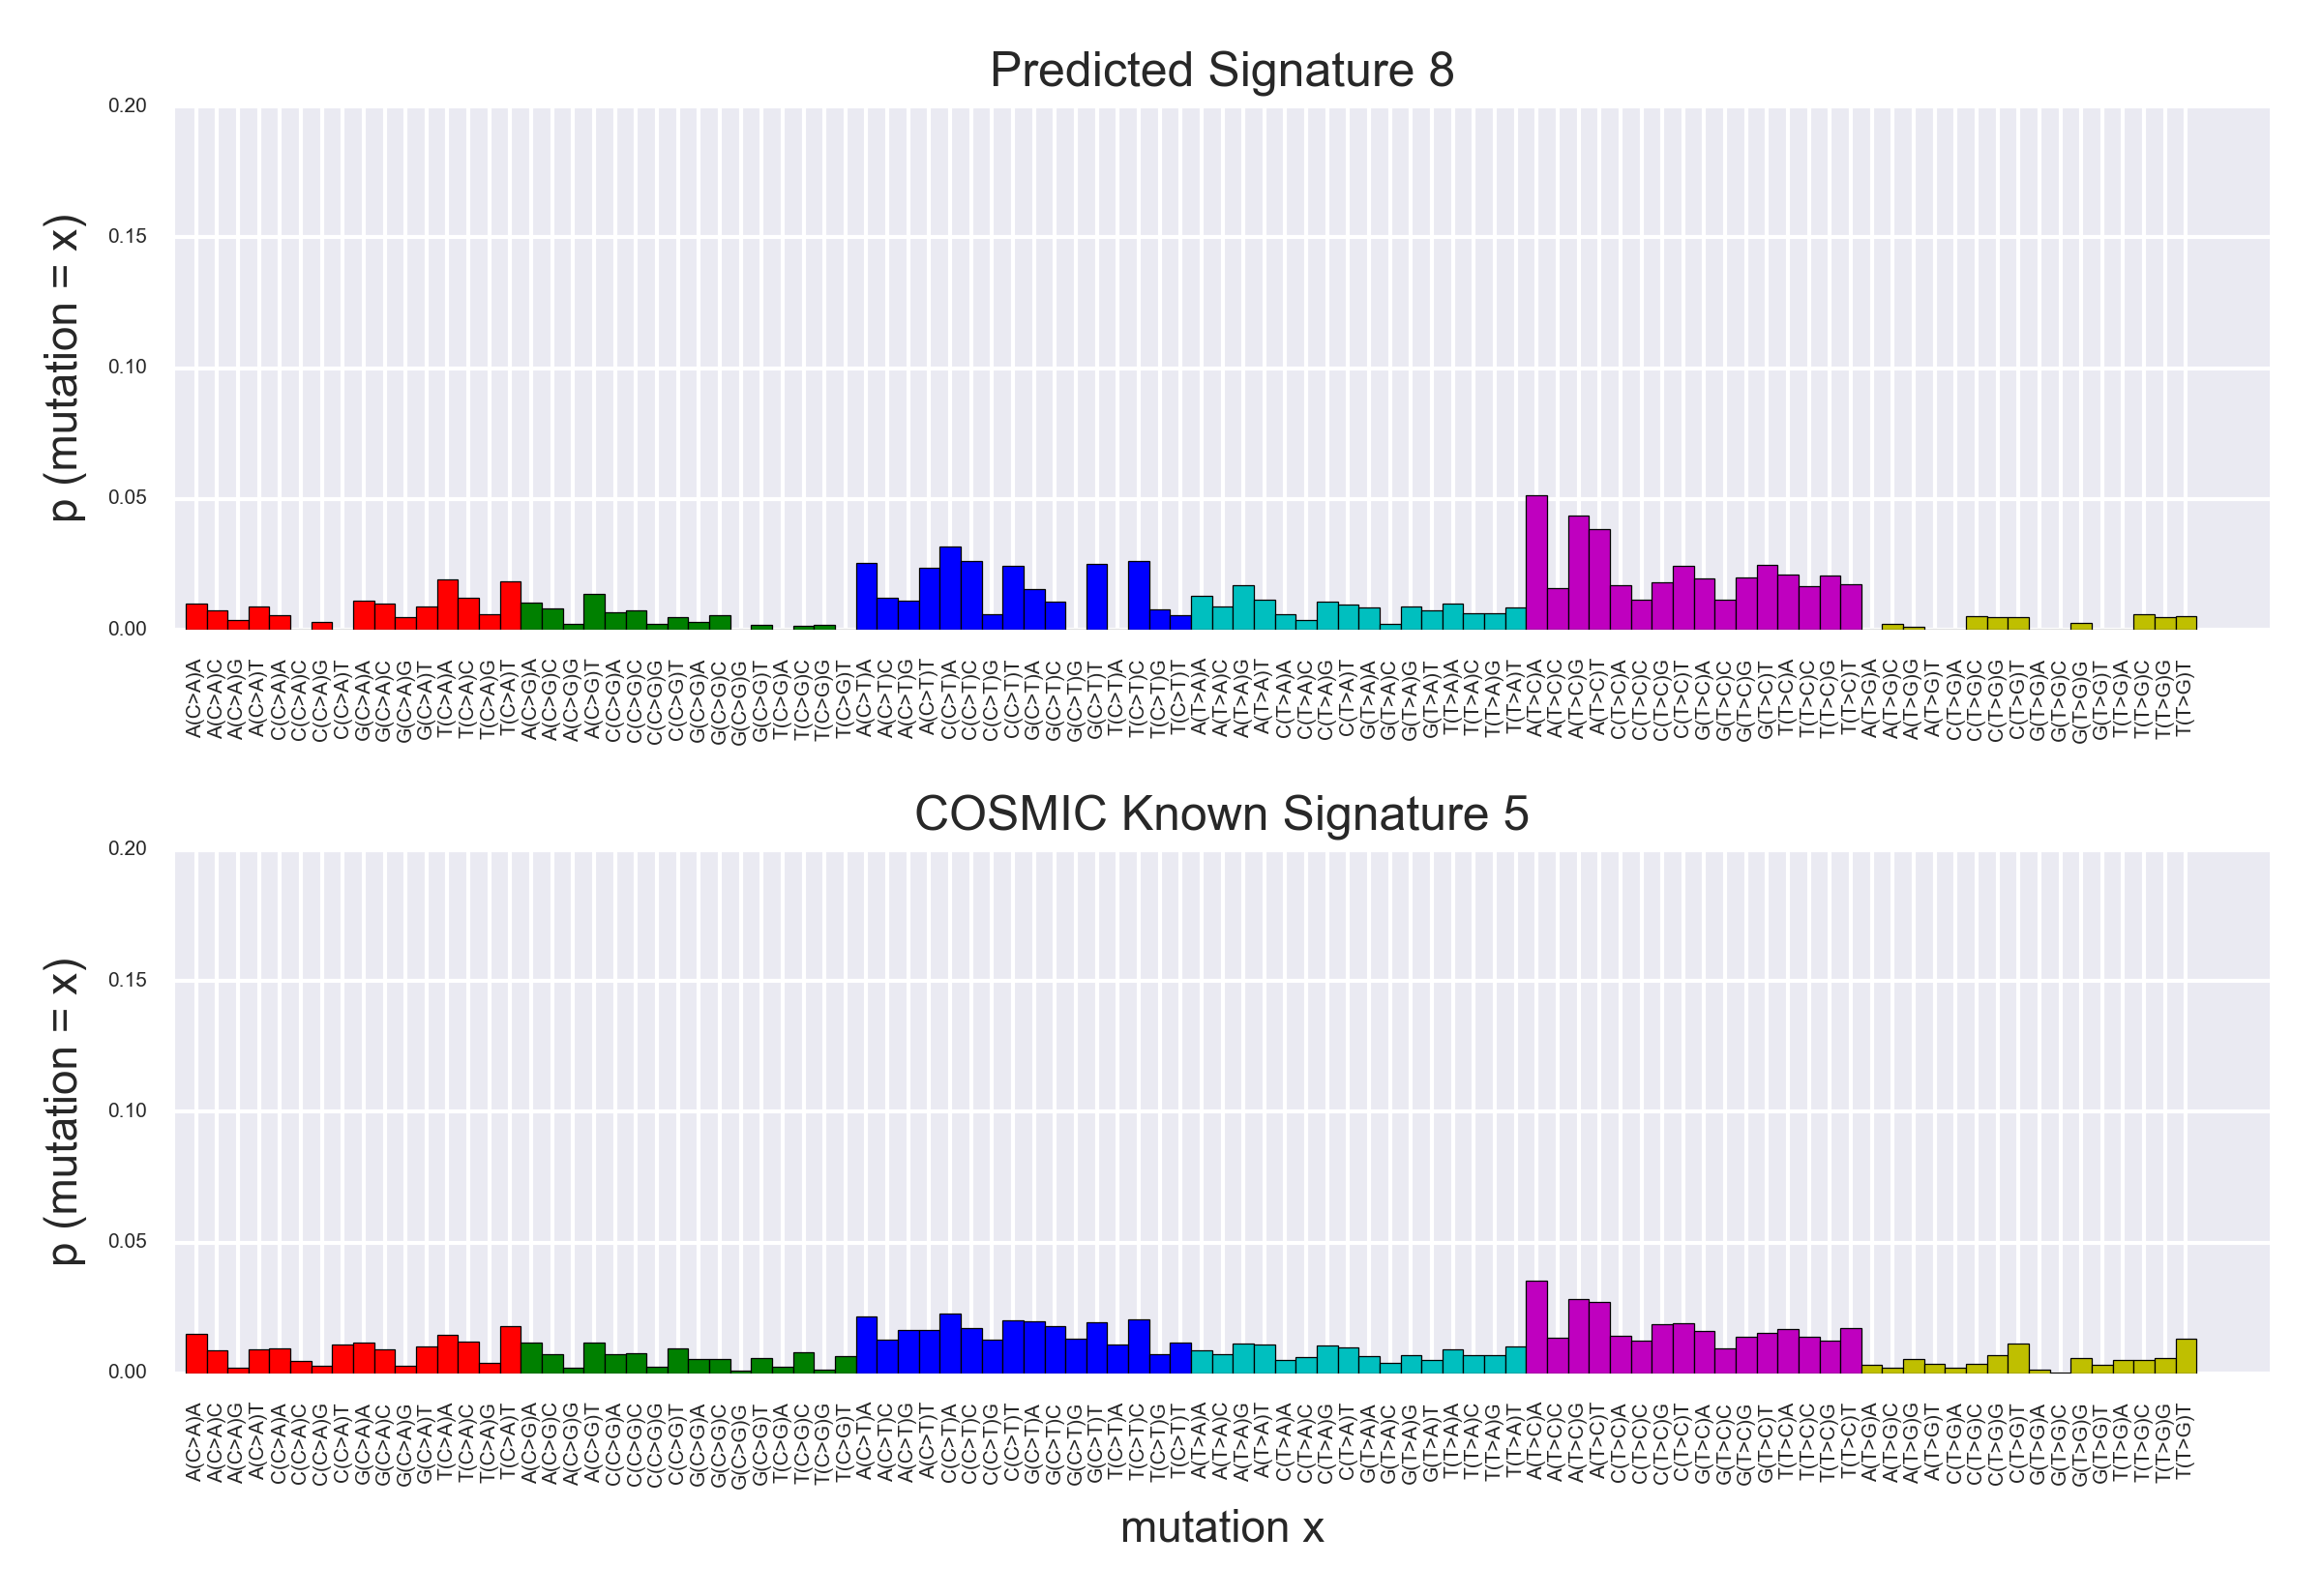 Predicted Signature 8
p (mutation = x)
0.20
0.15
0.10
0.05
0.00
A(C>A)A A(C>A)C A(C>A)G A(C>A)T C(C>A)A C(C>A)C C(C>A)G C(C>A)T G(C>A)A G(C>A)C G(C>A)G G(C>A)T T(C>A)A T(C>A)C T(C>A)G T(C>A)T A(C>G)A A(C>G)C A(C>G)G A(C>G)T C(C>G)A C(C>G)C C(C>G)G C(C>G)T G(C>G)A G(C>G)C G(C>G)G G(C>G)T T(C>G)A T(C>G)C T(C>G)G T(C>G)T A(C>T)A A(C>T)C A(C>T)G A(C>T)T C(C>T)A C(C>T)C C(C>T)G C(C>T)T G(C>T)A G(C>T)C G(C>T)G G(C>T)T T(C>T)A T(C>T)C T(C>T)G T(C>T)T A(T>A)A A(T>A)C A(T>A)G A(T>A)T C(T>A)A C(T>A)C C(T>A)G C(T>A)T G(T>A)A G(T>A)C G(T>A)G G(T>A)T T(T>A)A T(T>A)C T(T>A)G T(T>A)T A(T>C)A A(T>C)C A(T>C)G A(T>C)T C(T>C)A C(T>C)C C(T>C)G C(T>C)T G(T>C)A G(T>C)C G(T>C)G G(T>C)T T(T>C)A T(T>C)C T(T>C)G T(T>C)T A(T>G)A A(T>G)C A(T>G)G A(T>G)T C(T>G)A C(T>G)C C(T>G)G C(T>G)T G(T>G)A G(T>G)C G(T>G)G G(T>G)T T(T>G)A T(T>G)C T(T>G)G T(T>G)T
COSMIC Known Signature 5
p (mutation = x)
0.20
0.15
0.10
0.05
0.00
A(C>A)A A(C>A)C A(C>A)G A(C>A)T C(C>A)A C(C>A)C C(C>A)G C(C>A)T G(C>A)A G(C>A)C G(C>A)G G(C>A)T T(C>A)A T(C>A)C T(C>A)G T(C>A)T A(C>G)A A(C>G)C A(C>G)G A(C>G)T C(C>G)A C(C>G)C C(C>G)G C(C>G)T G(C>G)A G(C>G)C G(C>G)G G(C>G)T T(C>G)A T(C>G)C T(C>G)G T(C>G)T A(C>T)A A(C>T)C A(C>T)G A(C>T)T C(C>T)A C(C>T)C C(C>T)G C(C>T)T G(C>T)A G(C>T)C G(C>T)G G(C>T)T T(C>T)A T(C>T)C T(C>T)G T(C>T)T A(T>A)A A(T>A)C A(T>A)G A(T>A)T C(T>A)A C(T>A)C C(T>A)G C(T>A)T G(T>A)A G(T>A)C G(T>A)G G(T>A)T T(T>A)A T(T>A)C T(T>A)G T(T>A)T A(T>C)A A(T>C)C A(T>C)G A(T>C)T C(T>C)A C(T>C)C C(T>C)G C(T>C)T G(T>C)A G(T>C)C G(T>C)G G(T>C)T T(T>C)A T(T>C)C T(T>C)G T(T>C)T A(T>G)A A(T>G)C A(T>G)G A(T>G)T C(T>G)A C(T>G)C C(T>G)G C(T>G)T G(T>G)A G(T>G)C G(T>G)G G(T>G)T T(T>G)A T(T>G)C T(T>G)G T(T>G)T
mutation x